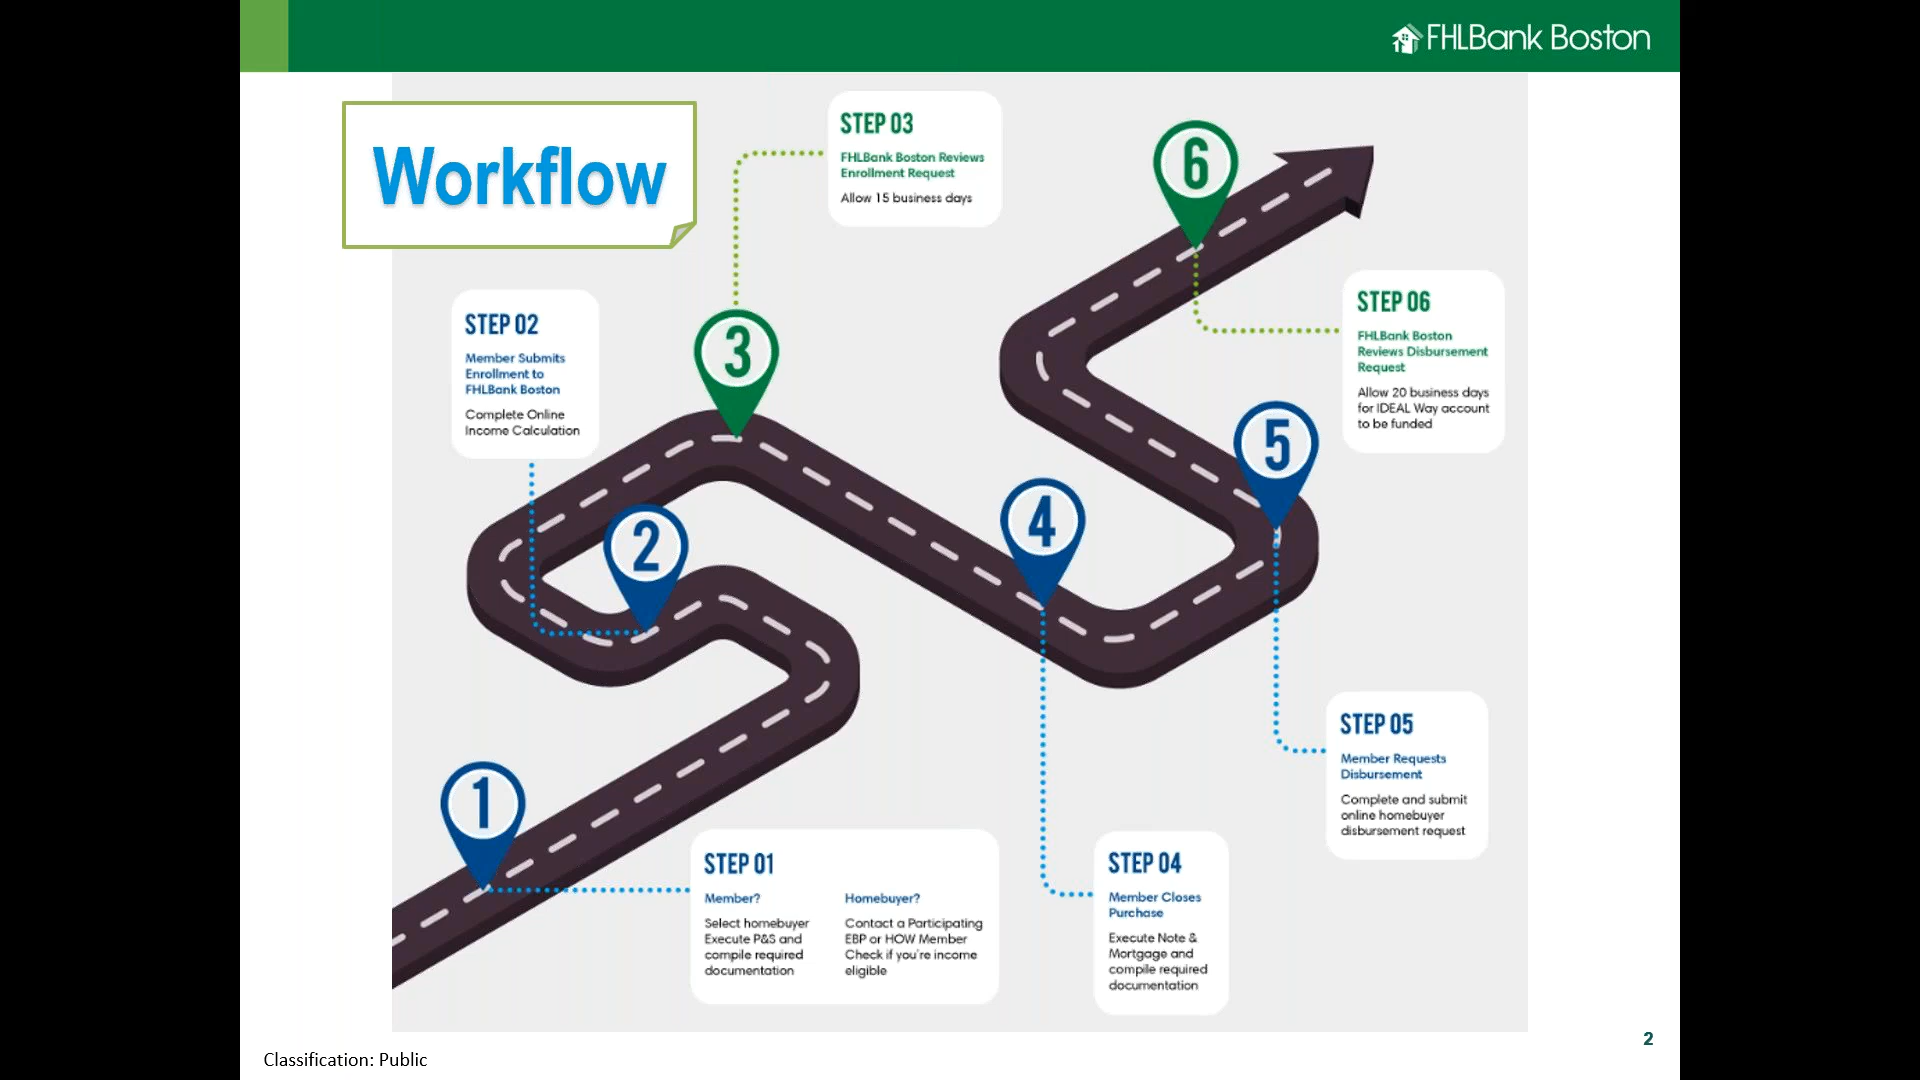 FHLBank Boston
Workflow
STEP 03
FHLBank Boston Reviews
Enrollment Request
Allow 15 business days
6
STEP 02
Member Submits
Enrollment to
FHLBank Boston
Complete Online
Income Calculation
3
STEP 06
FHLBank Boston
Reviews Disbursement
Request
Allow 20 business days
for IDEAL Way account
to be funded
5
4
2
1
STEP 05
Member Requests
Disbursement
Complete and submit
online homebuyer
disbursement request
STEP 01
Member?
Select homebuyer
Execute P&S and
compile required
documentation
Homebuyer?
Contact a Participating
EBP or HOW Member
Check if you're income
eligible
STEP 04
Member Closes
Purchase
Execute Note &
Mortgage and
compile required
documentation
2
Classification: Public